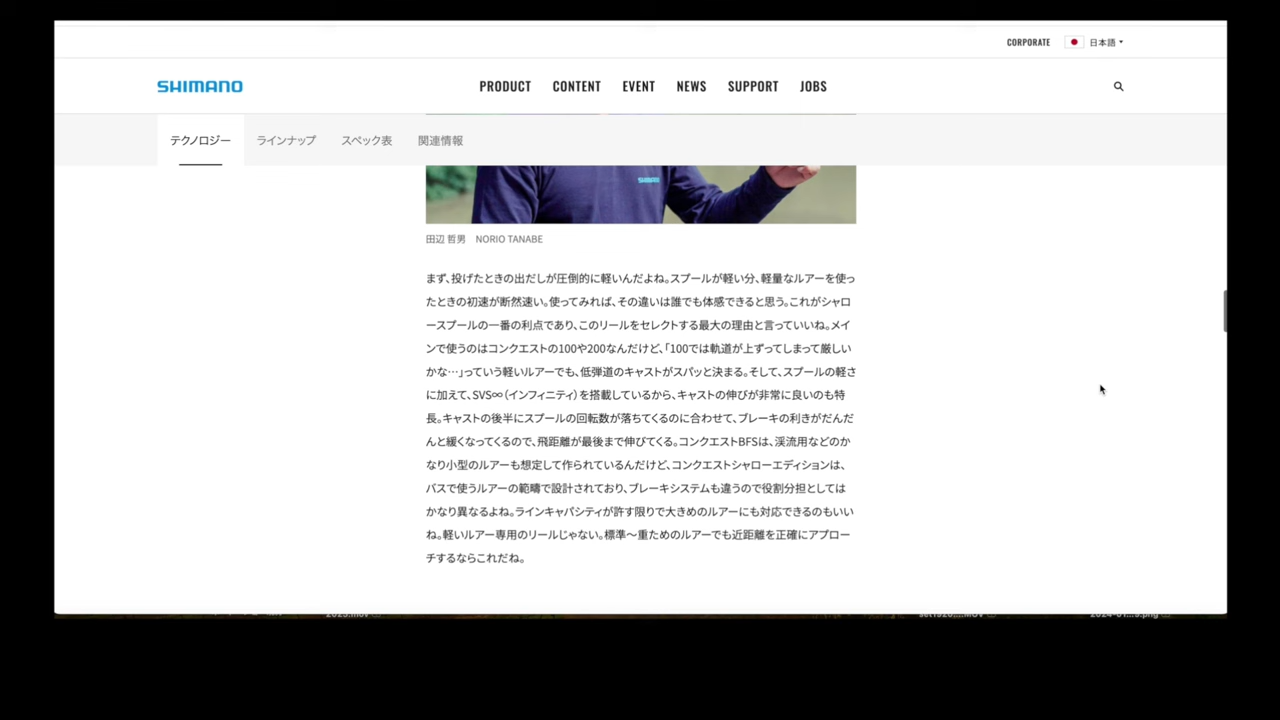 CORPORATE 日本語
SHIMANO PRODUCT CONTENT EVENT NEWS SUPPORT JOBS
テクノロジー ラインナップ スペック表 関連情報
SHIMANO
田辺 哲男 NORIO TANABE
まず、投げたときの出だしが圧倒的に軽いんだよね。スプールが軽い分、軽量なルアーを使っ
たときの初速が断然速い。使ってみれば、その違いは誰でも体感できると思う。これがシャロ
ースプールの一番の利点であり、このリールをセレクトする最大の理由と言っていいね。メイ
ンで使うのはコンクエストの100や200なんだけど、「100では軌道が上ずってしまって厳しい
かな…」っていう軽いルアーでも、低弾道のキャストがスパッと決まる。そして、スプールの軽さ
に加えて、SVS∞（インフィニティ）を搭載しているから、キャストの伸びが非常に良いのも特
長。キャストの後半にスプールの回転数が落ちてくるのに合わせて、ブレーキの利きがだんだ
んと緩くなってくるので、飛距離が最後まで伸びてくる。コンクエストBFSは、渓流用などのか
なり小型のルアーも想定して作られているんだけど、コンクエストシャローエディションは、
バスで使うルアーの範疇で設計されており、ブレーキシステムも違うので役割分担としては
かなり異なるよね。ラインキャパシティが許す限りで大きめのルアーにも対応できるのもいい
ね。軽いルアー専用のリールじゃない。標準～重ためのルアーでも近距離を正確にアプロー
チするならこれだね。